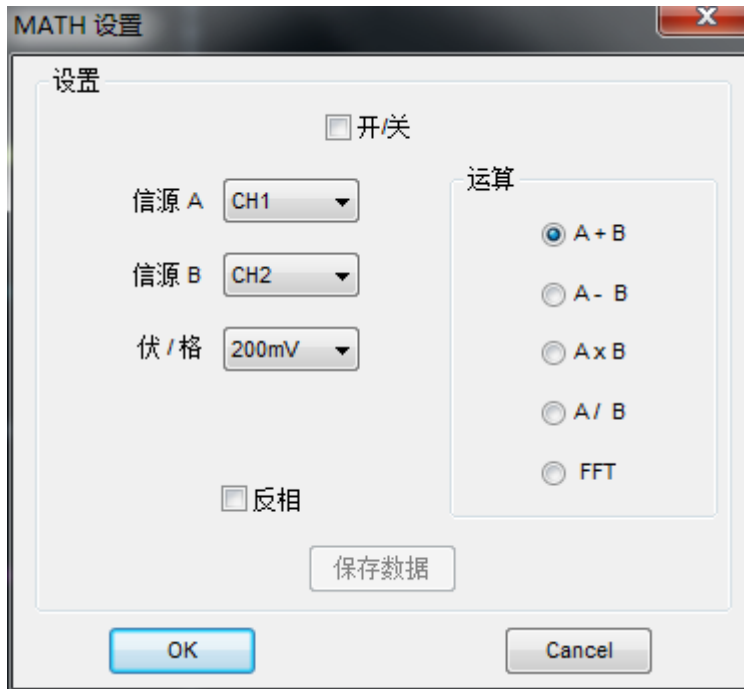 MATH 设置
设置
开/关
信源 A CH1
信源 B CH2
伏 / 格 200mV
反相
运算
A + B
A - B
A x B
A / B
FFT
保存数据
OK
Cancel